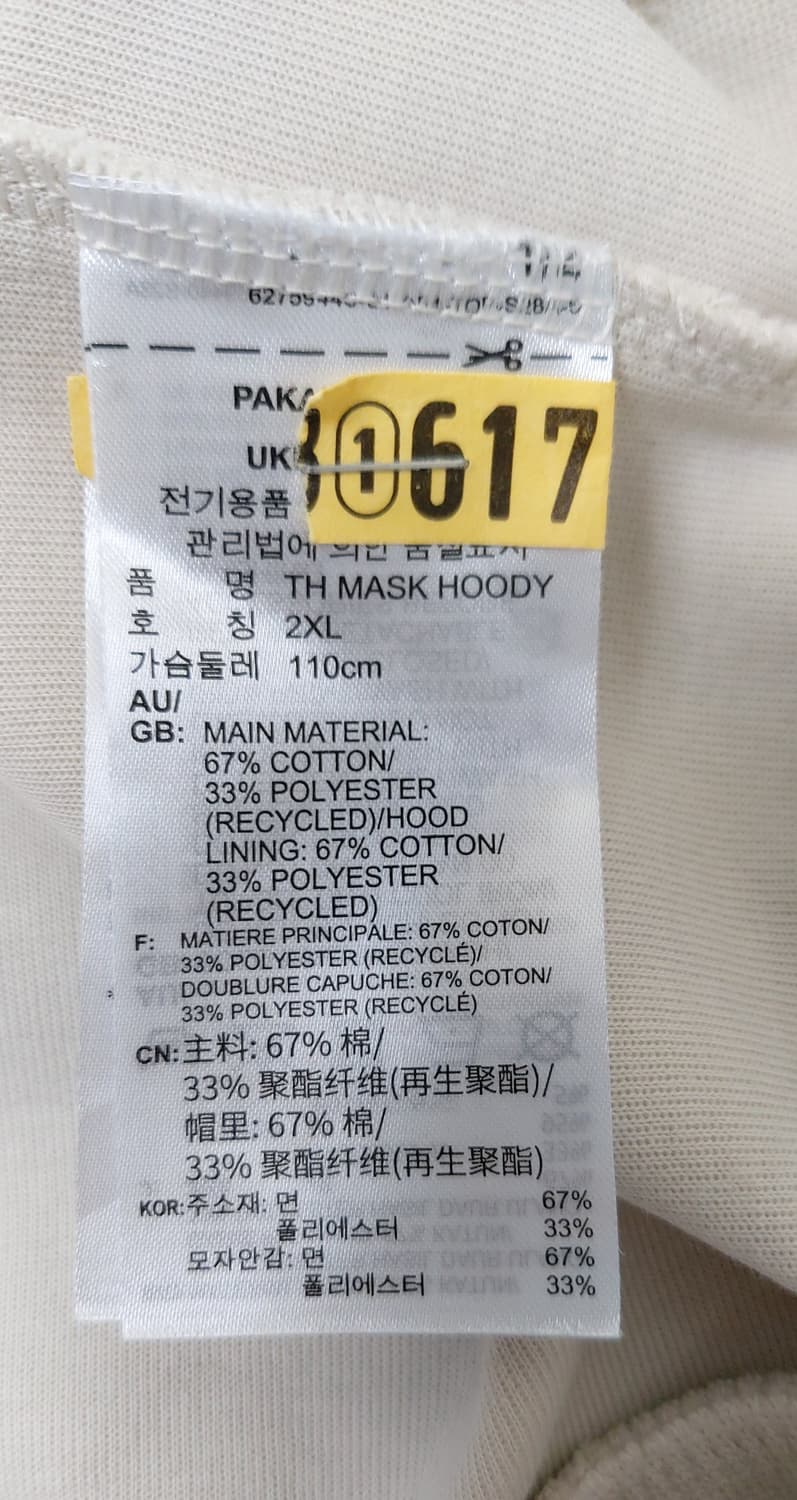 PAKA
UK
3①617
전기용품
관리법에 의한 품질표시
품 명 TH MASK HOODY
호 칭 2XL
가슴둘레 110cm
AU/
GB: MAIN MATERIAL:
67% COTTON/
33% POLYESTER
(RECYCLED)/HOOD
LINING: 67% COTTON/
33% POLYESTER
(RECYCLED)
F: MATIERE PRINCIPALE: 67% COTON/
33% POLYESTER (RECYCLÉ)/
DOUBLURE CAPUCHE: 67% COTON/
33% POLYESTER (RECYCLÉ)
CN: 主料: 67% 棉/
33% 聚酯纤维(再生聚酯)/
帽里: 67% 棉/
33% 聚酯纤维(再生聚酯)
KOR: 주소재: 면 67%
폴리에스터 33%
모자안감: 면 67%
폴리에스터 33%